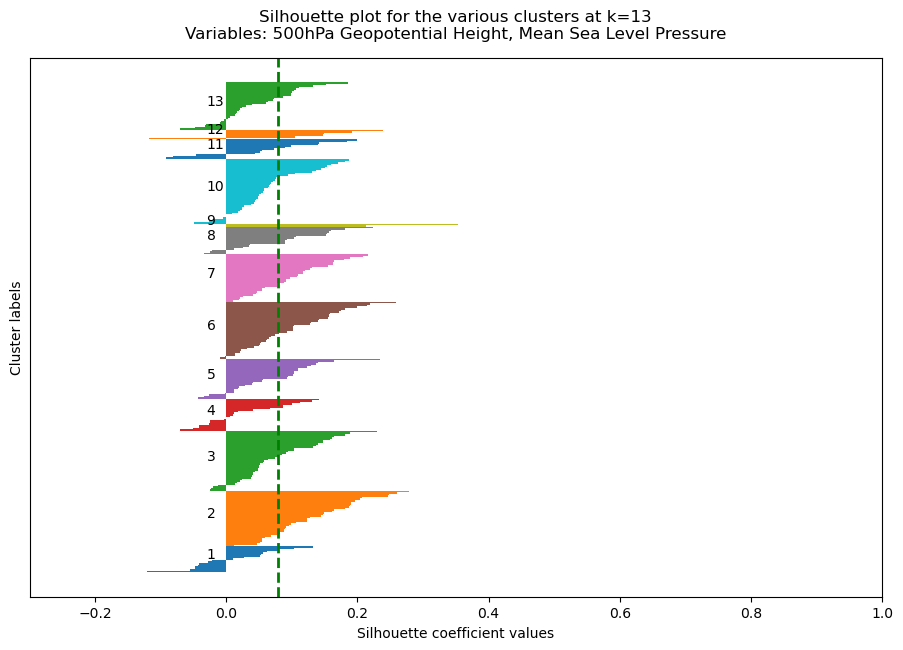 Silhouette plot for the various clusters at k=13
Variables: 500hPa Geopotential Height, Mean Sea Level Pressure
13
12
11
10
9
8
7
6
5
4
3
2
1
Cluster labels
−0.2 0.0 0.2 0.4 0.6 0.8 1.0
Silhouette coefficient values